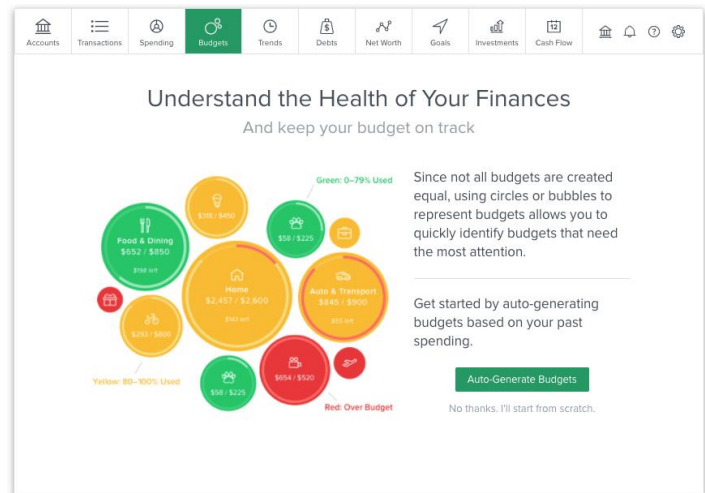 Accounts
Transactions
Spending
Budgets
Trends
Debts
Net Worth
Goals
Investments
12
Cash Flow
Understand the Health of Your Finances
And keep your budget on track
Green: 0–79% Used
Food & Dining
$652 / $850
$58 / $225
Home
$2,457 / $2,600
$143 left
Auto & Transport
$845 / $900
Yellow: 80–100% Used
$58 / $225
$654 / $520
Red: Over Budget
Since not all budgets are created
equal, using circles or bubbles to
represent budgets allows you to
quickly identify budgets that need
the most attention.
Get started by auto-generating
budgets based on your past
spending.
Auto-Generate Budgets
No thanks. I'll start from scratch.